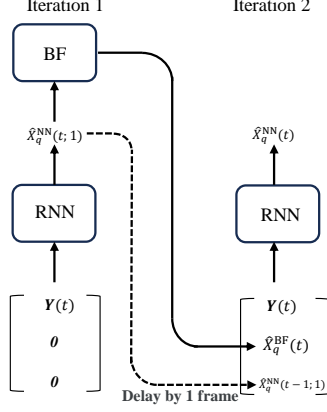 Iteration 1
Iteration 2
BF
X̂_q^NN(t; 1)
X̂_q^NN(t)
RNN
RNN
Y(t)
0
0
Y(t)
X̂_q^BF(t)
X̂_q^NN(t−1;1)
Delay by 1 frame